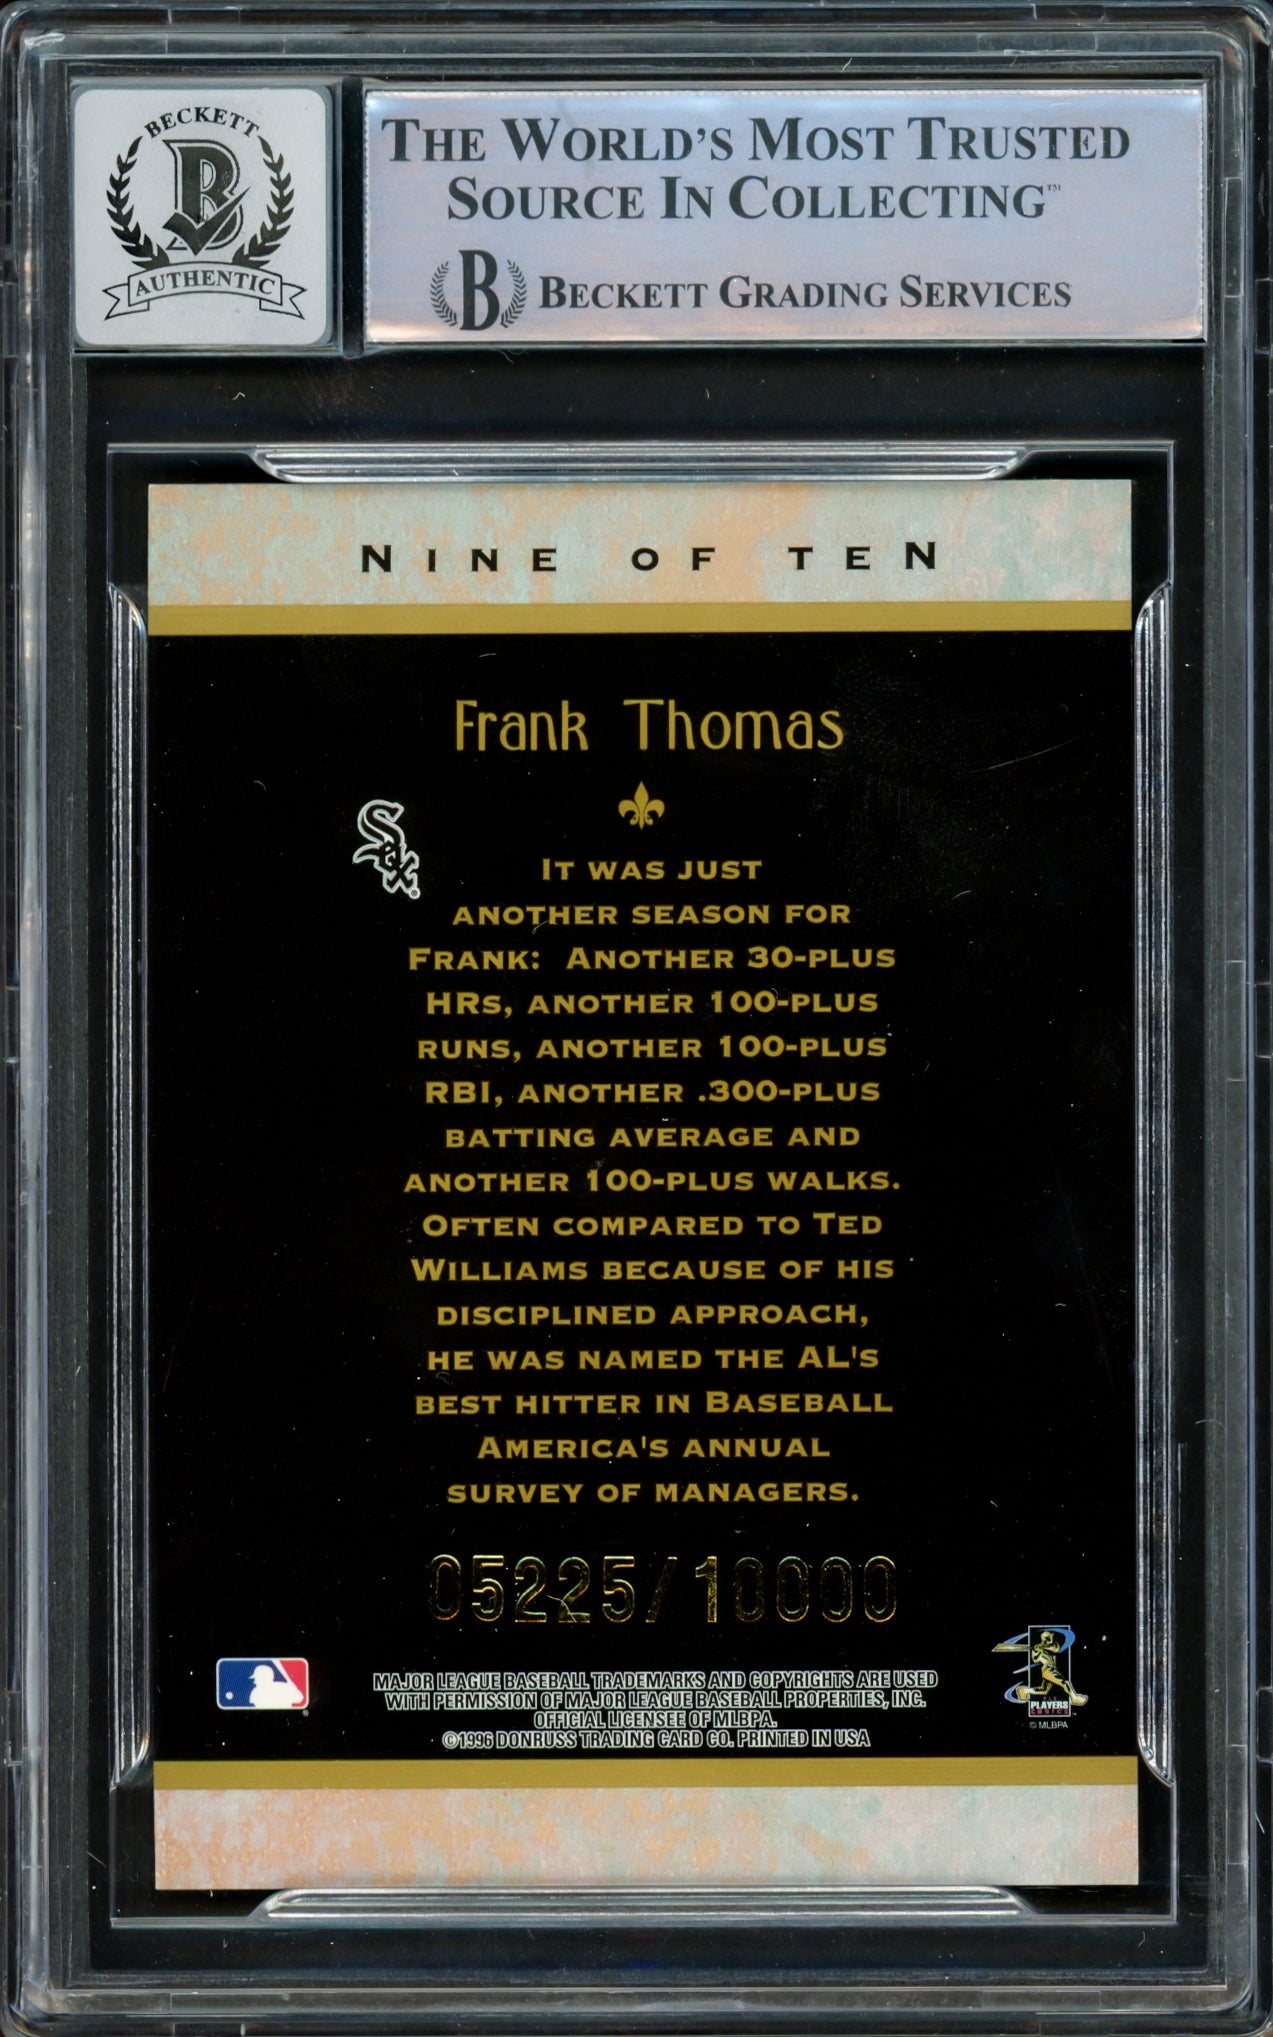 BECKETT
B
AUTHENTIC
THE WORLD'S MOST TRUSTED
SOURCE IN COLLECTING™
B BECKETT GRADING SERVICES
NINE OF TEN
Frank Thomas
Sox
IT WAS JUST
ANOTHER SEASON FOR
FRANK: ANOTHER 30-PLUS
HRS, ANOTHER 100-PLUS
RUNS, ANOTHER 100-PLUS
RBI, ANOTHER .300-PLUS
BATTING AVERAGE AND
ANOTHER 100-PLUS WALKS.
OFTEN COMPARED TO TED
WILLIAMS BECAUSE OF HIS
DISCIPLINED APPROACH,
HE WAS NAMED THE AL'S
BEST HITTER IN BASEBALL
AMERICA'S ANNUAL
SURVEY OF MANAGERS.
05225/10000
MAJOR LEAGUE BASEBALL TRADEMARKS AND COPYRIGHTS ARE USED
WITH PERMISSION OF MAJOR LEAGUE BASEBALL PROPERTIES, INC.
OFFICIAL LICENSEE OF MLBPA.
©1996 DONRUSS TRADING CARD CO. PRINTED IN USA
PLAYERS
CHOICE
© MLBPA